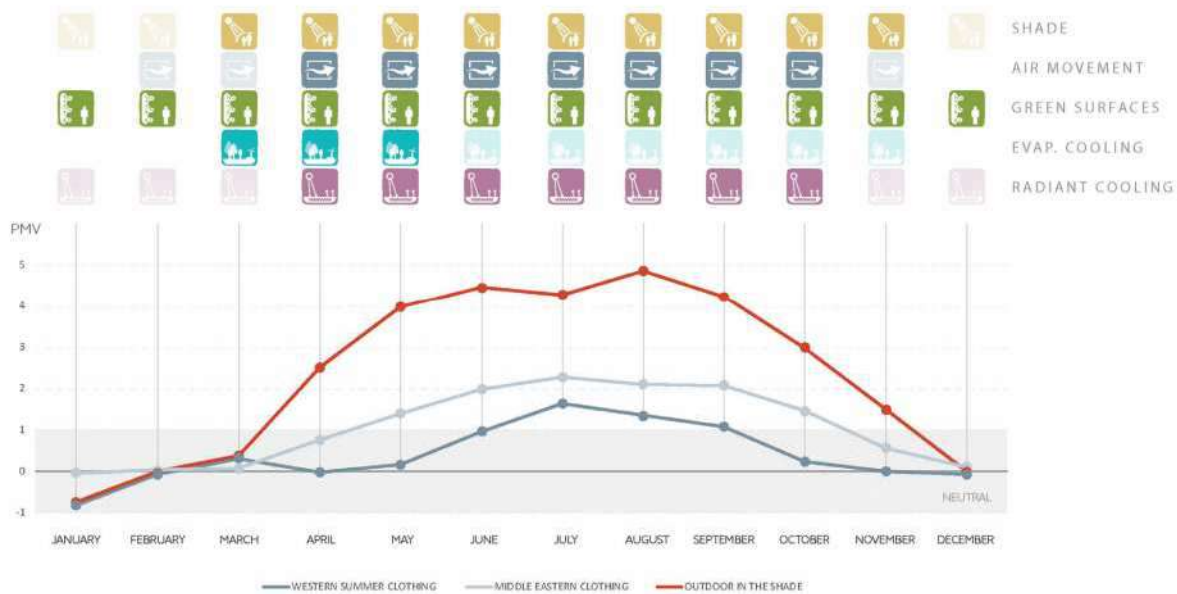 SHADE
AIR MOVEMENT
GREEN SURFACES
EVAP. COOLING
RADIANT COOLING
PMV
5
4
3
2
1
0
-1
NEUTRAL
JANUARY FEBRUARY MARCH APRIL MAY JUNE JULY AUGUST SEPTEMBER OCTOBER NOVEMBER DECEMBER
WESTERN SUMMER CLOTHING MIDDLE EASTERN CLOTHING OUTDOOR IN THE SHADE